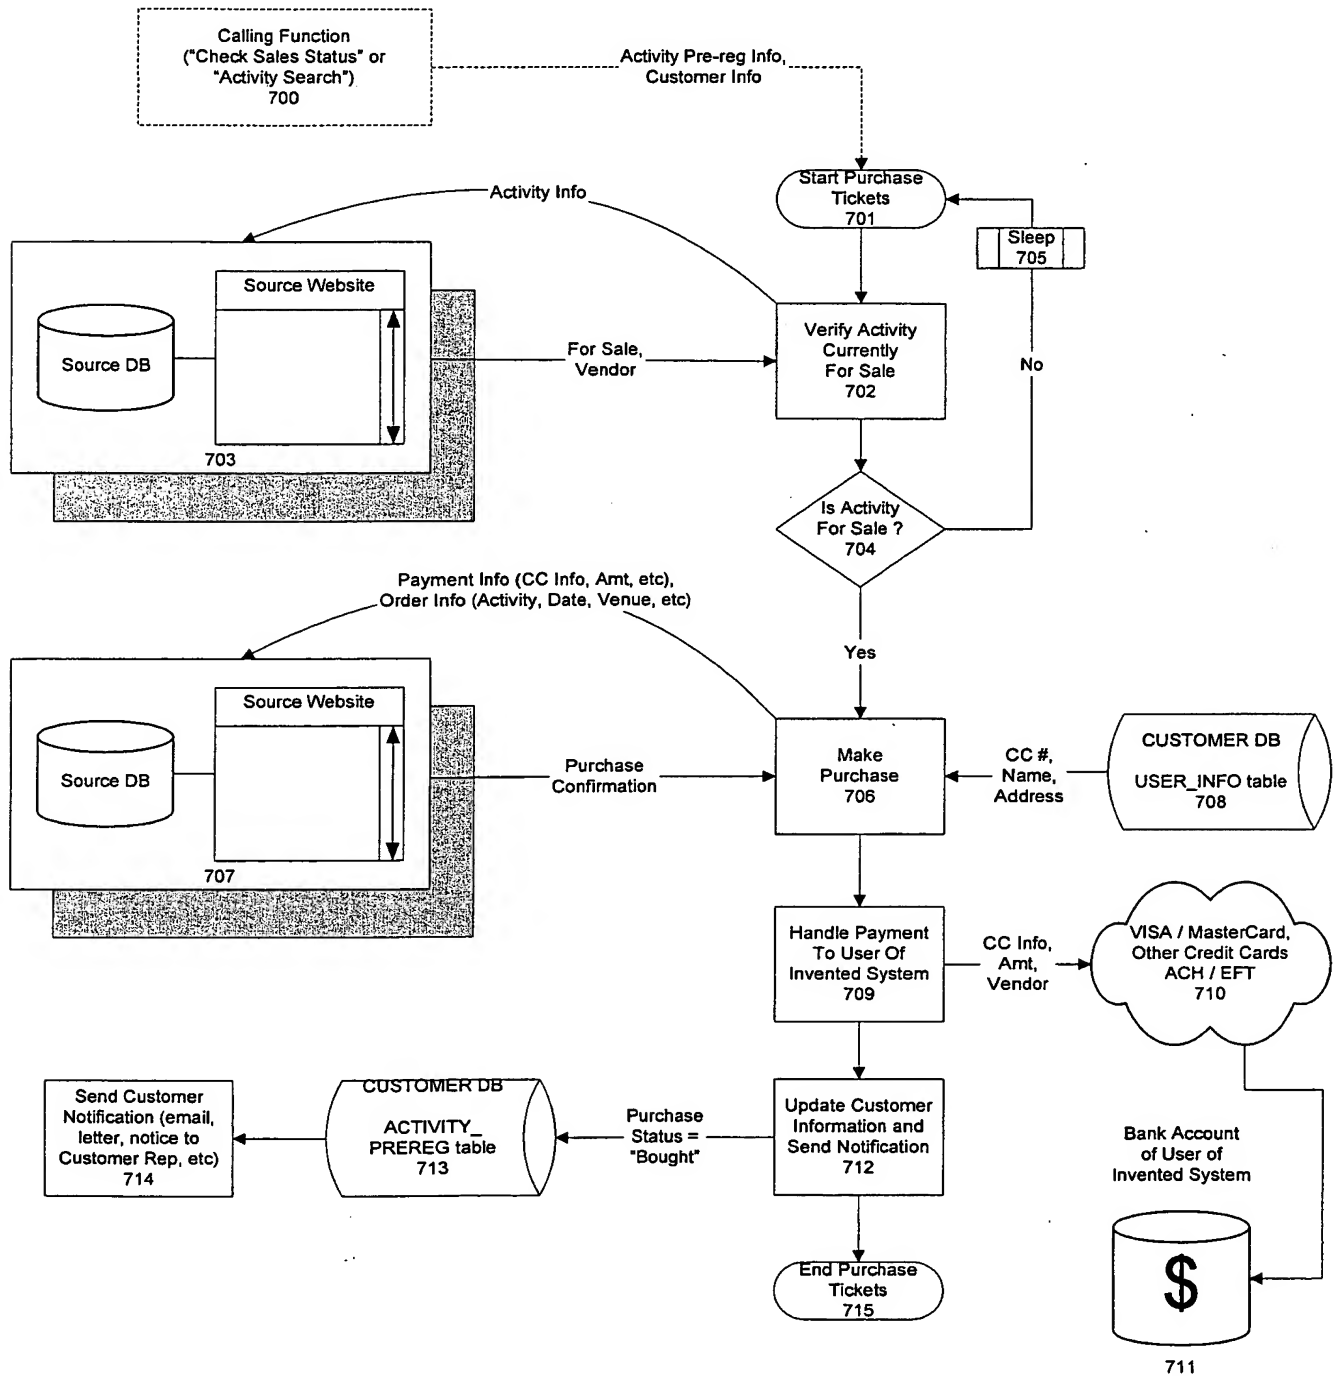 Calling Function
("Check Sales Status" or
"Activity Search")
700
Activity Pre-reg Info,
Customer Info
Start Purchase
Tickets
701
Activity Info
Sleep
705
Source Website
Source DB
703
For Sale,
Vendor
Verify Activity
Currently
For Sale
702
No
Is Activity
For Sale ?
704
Payment Info (CC Info, Amt, etc),
Order Info (Activity, Date, Venue, etc)
Yes
Source Website
Source DB
707
Purchase
Confirmation
Make
Purchase
706
CC #,
Name,
Address
CUSTOMER DB
USER_INFO table
708
Handle Payment
To User Of
Invented System
709
CC Info,
Amt,
Vendor
VISA / MasterCard,
Other Credit Cards
ACH / EFT
710
Send Customer
Notification (email,
letter, notice to
Customer Rep, etc)
714
CUSTOMER DB
ACTIVITY_
PREREG table
713
Purchase
Status =
"Bought"
Update Customer
Information and
Send Notification
712
Bank Account
of User of
Invented System
$
711
End Purchase
Tickets
715